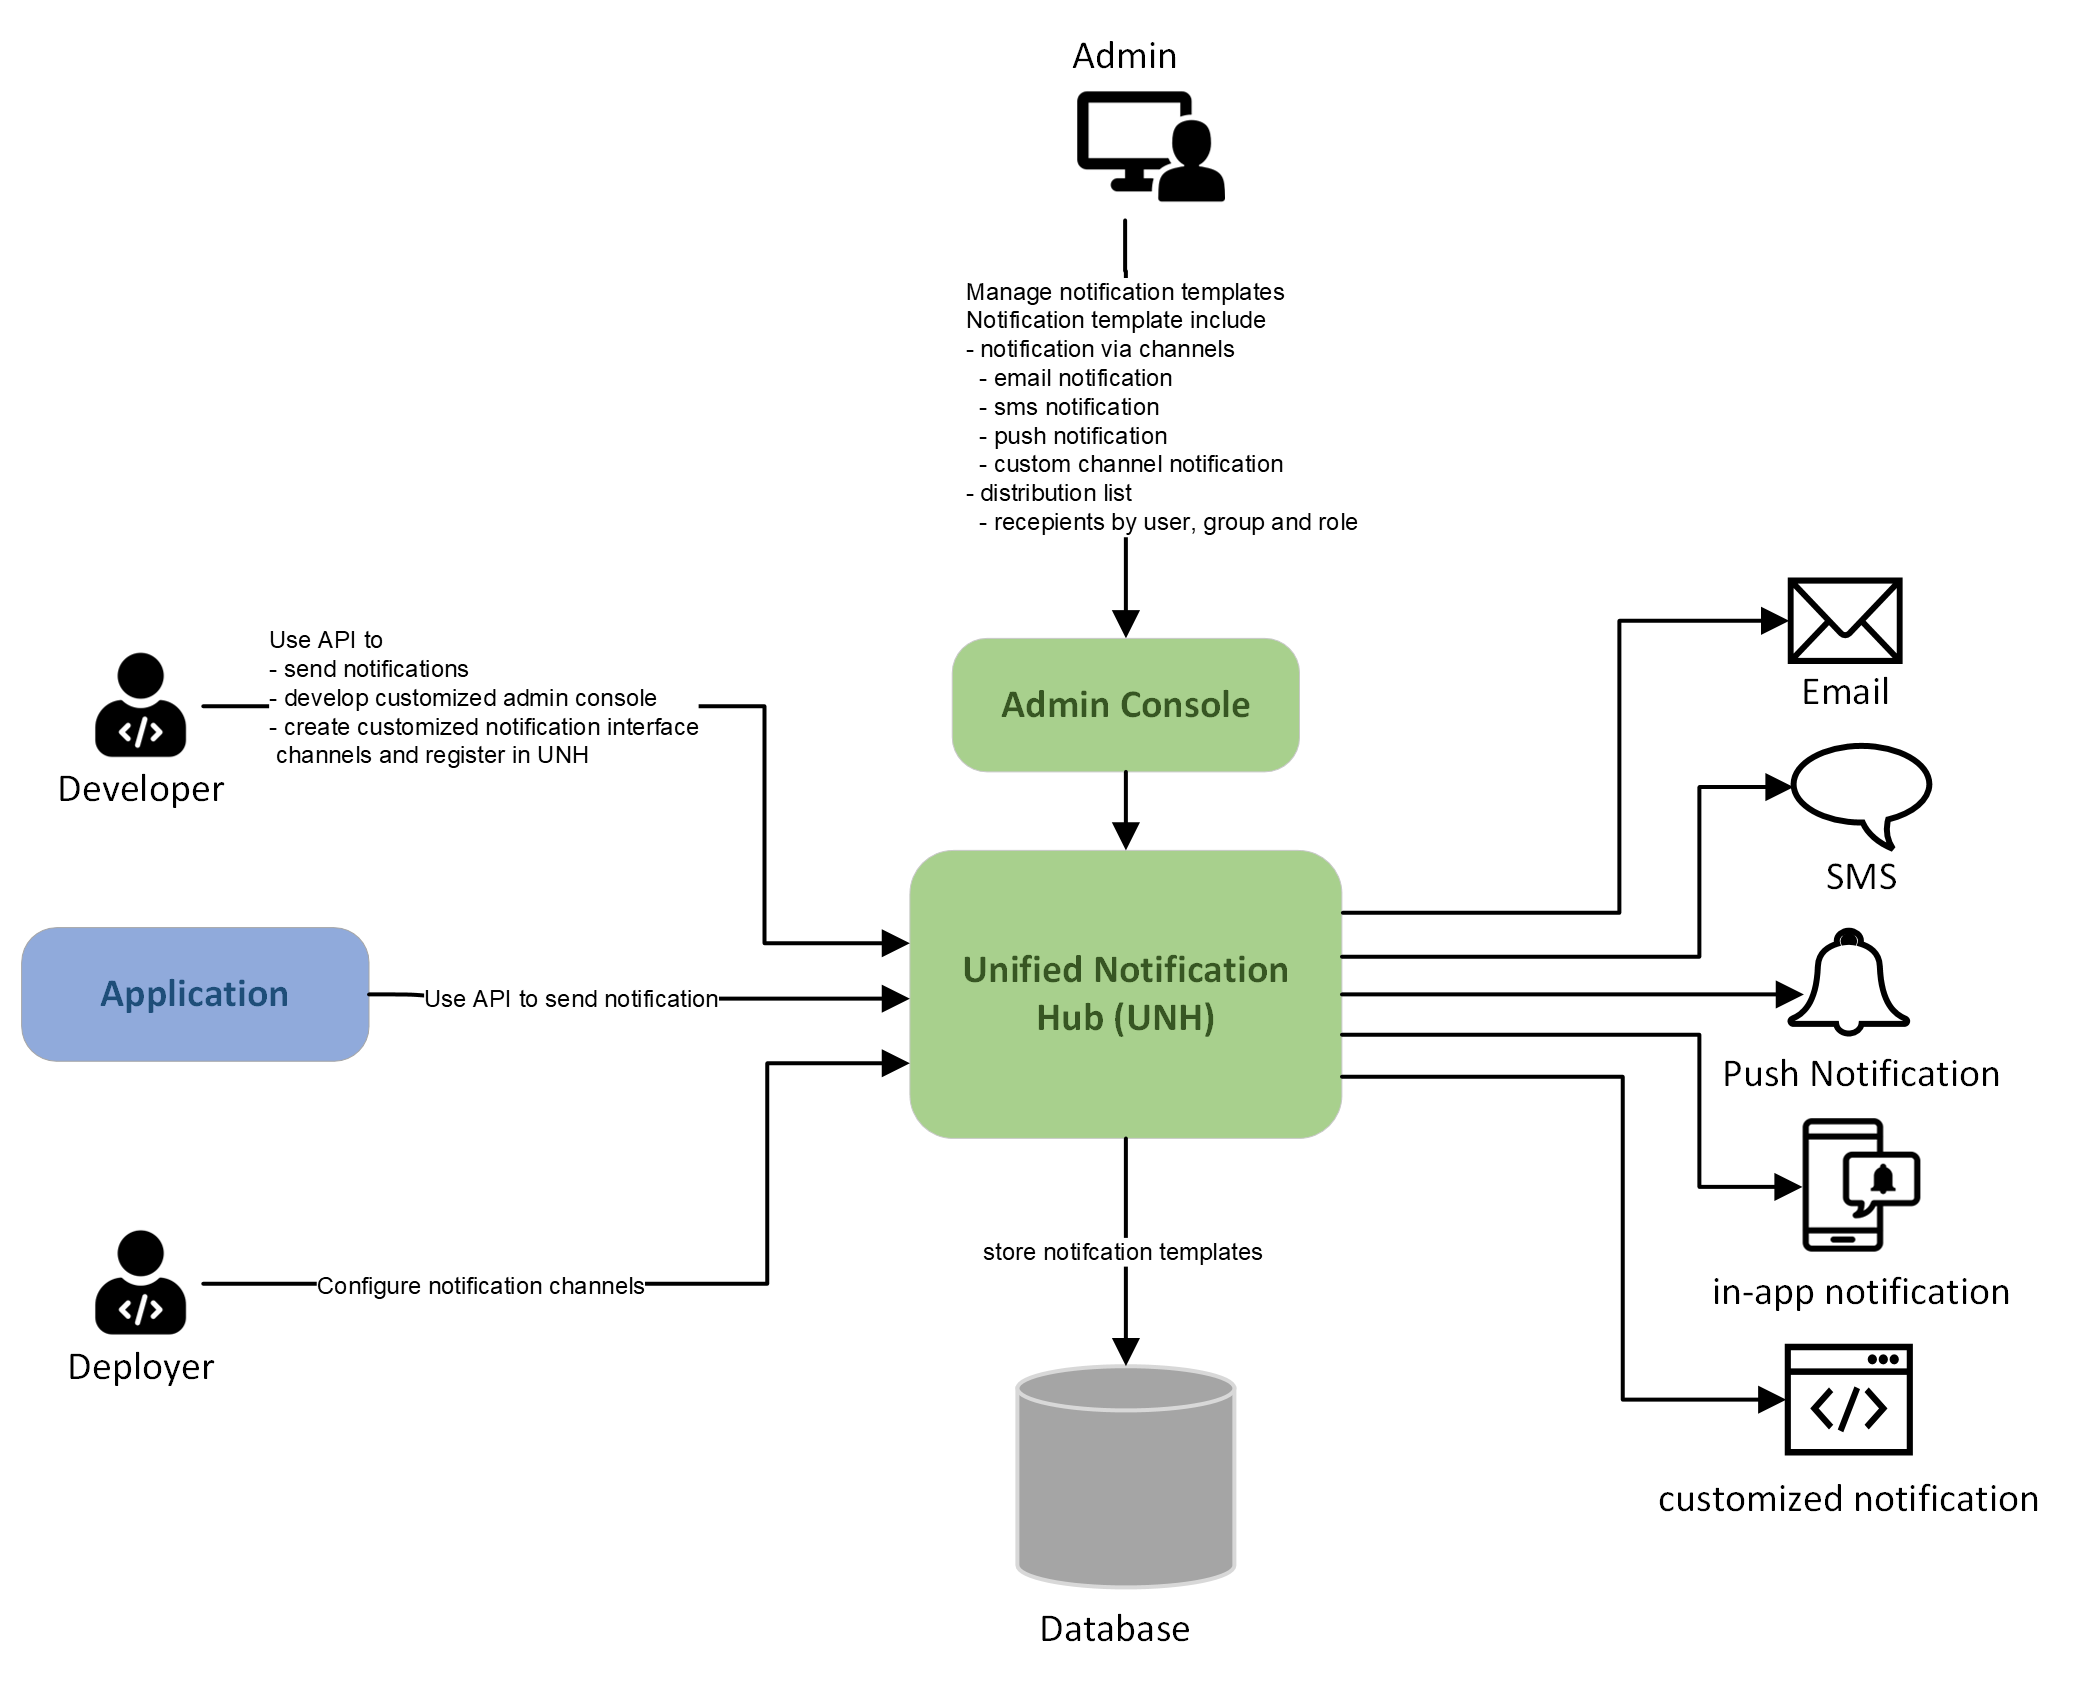 Admin
Manage notification templates
Notification template include
- notification via channels
- email notification
- sms notification
- push notification
- custom channel notification
- distribution list
- recepients by user, group and role
Use API to
- send notifications
- develop customized admin console
- create customized notification interface
channels and register in UNH
Developer
Admin Console
Email
SMS
Application
Use API to send notification
Unified Notification
Hub (UNH)
Push Notification
Configure notification channels
Deployer
store notifcation templates
in-app notification
</>
customized notification
Database